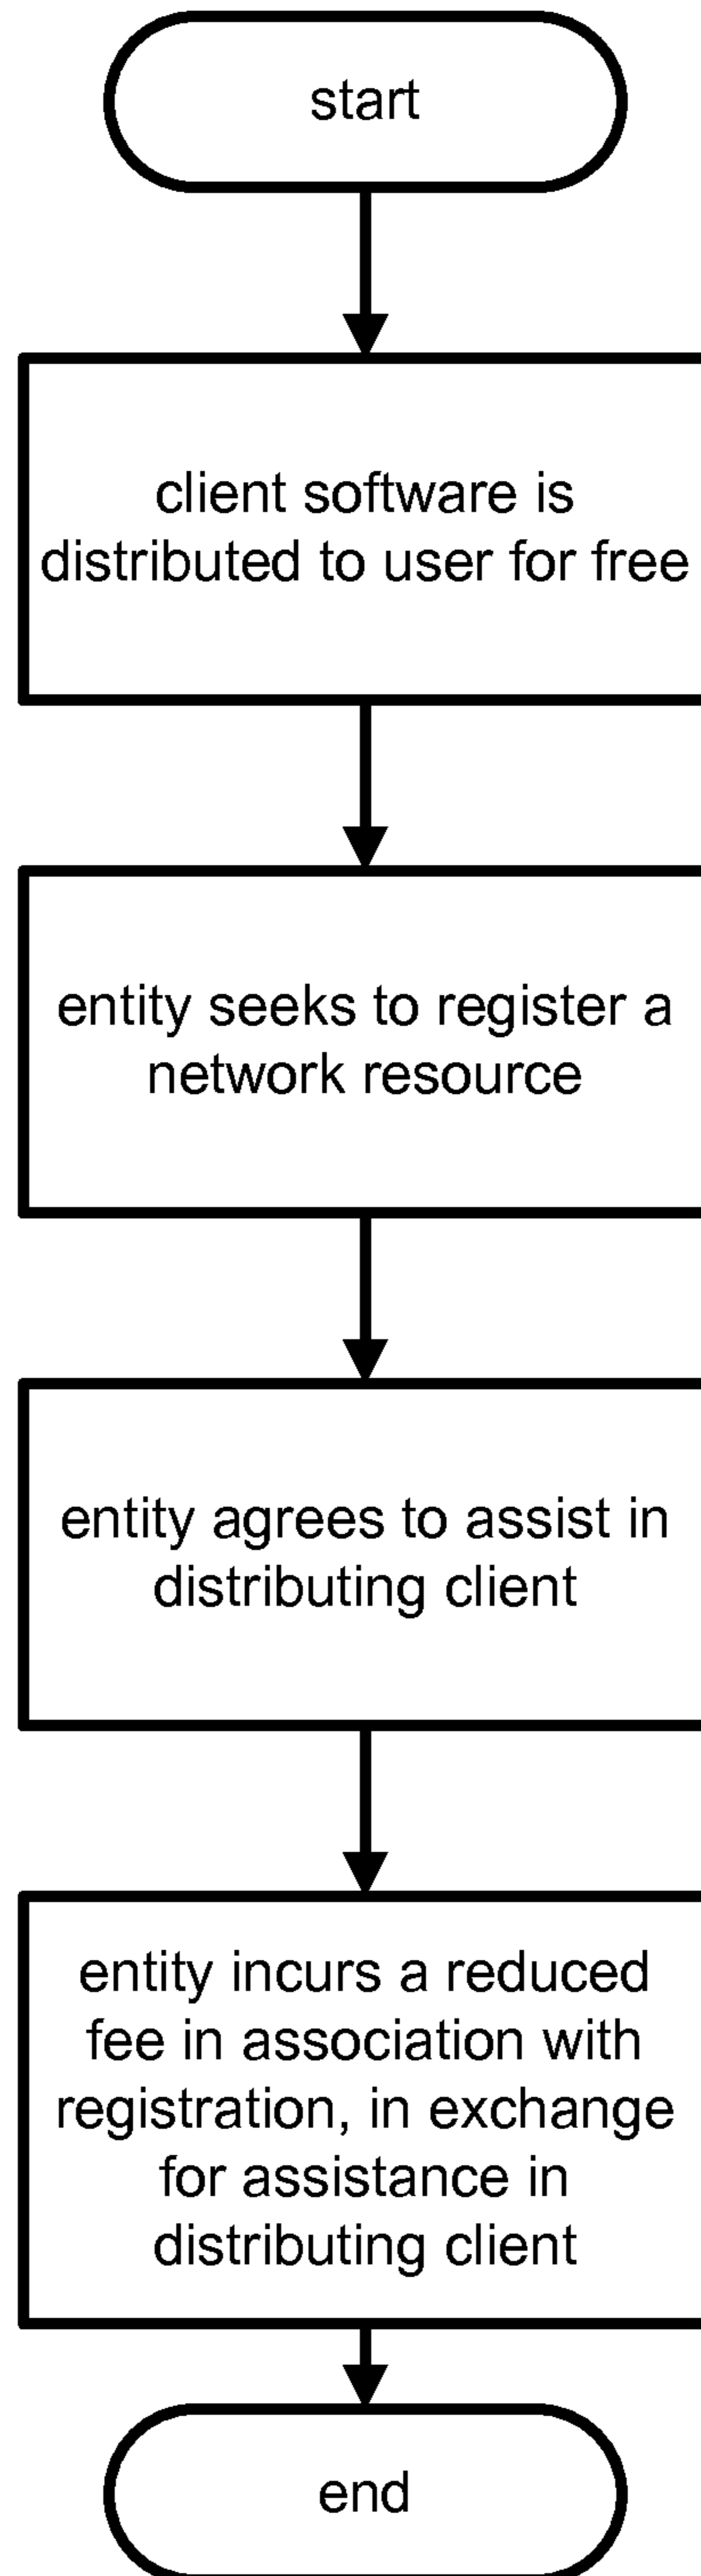 start
client software is
distributed to user for free
entity seeks to register a
network resource
entity agrees to assist in
distributing client
entity incurs a reduced
fee in association with
registration, in exchange
for assistance in
distributing client
end